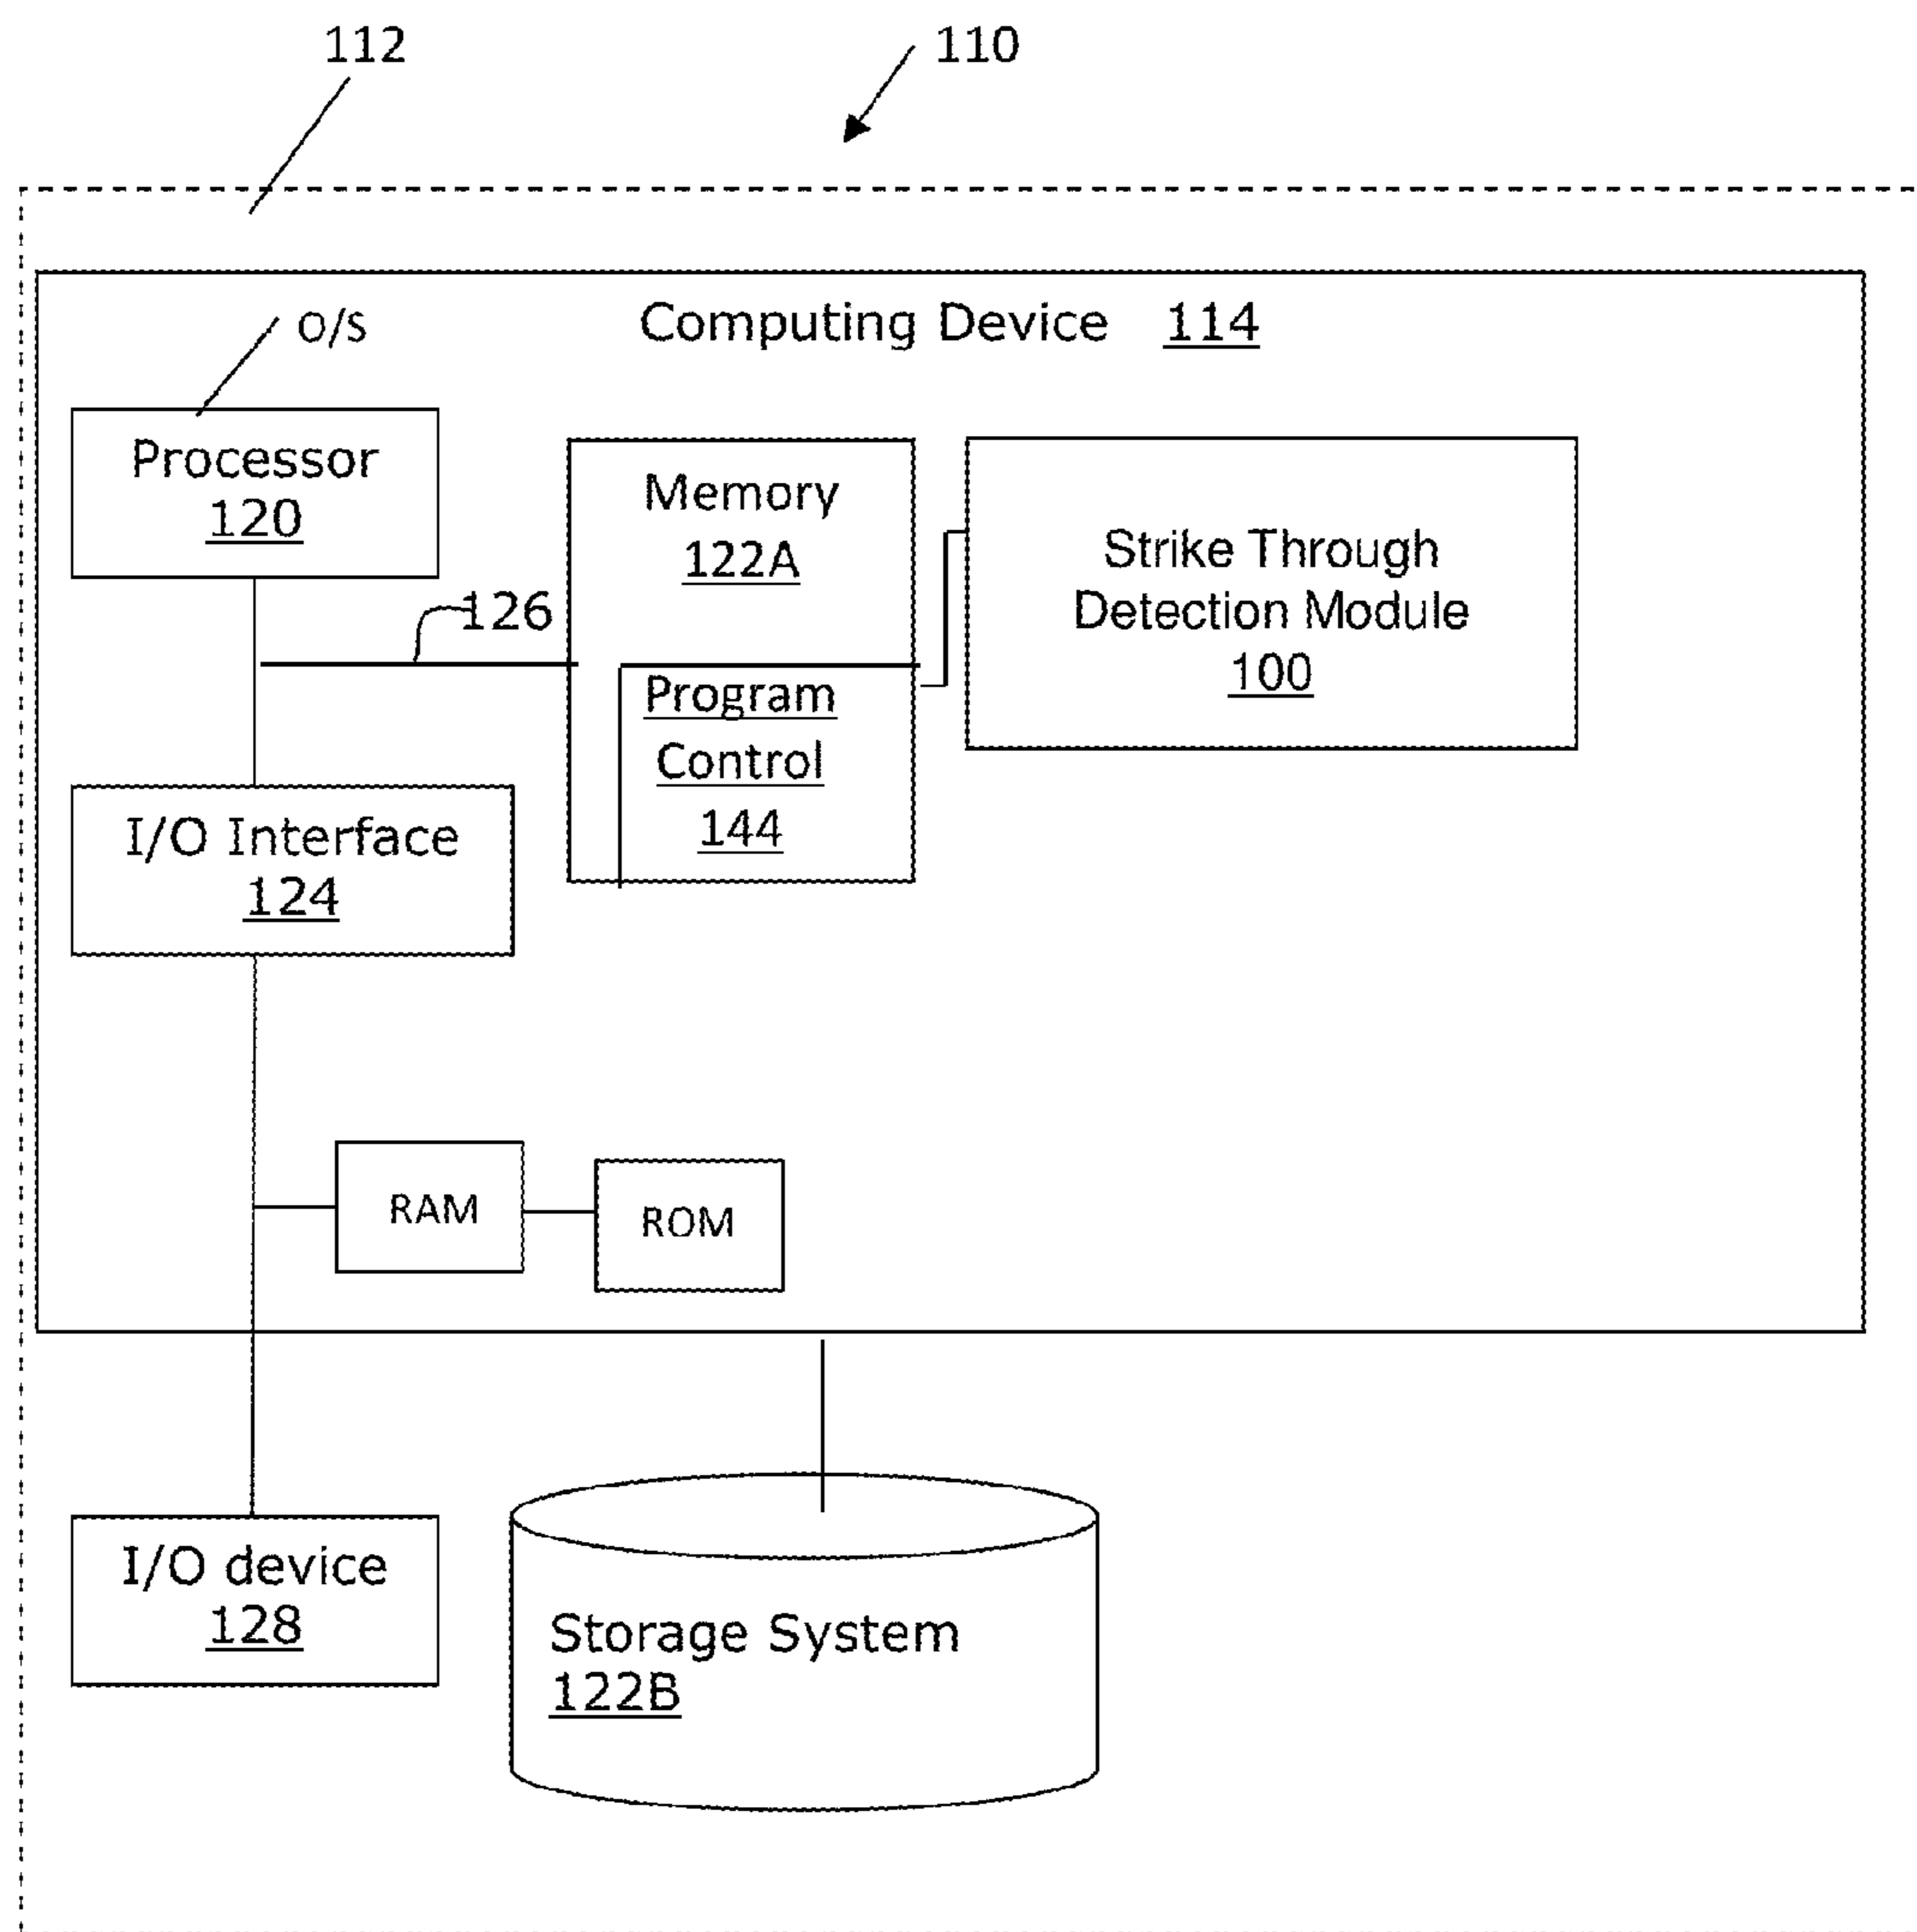 112
110
Computing Device 114
O/S
Processor
120
Memory
122A
Strike Through
Detection Module
100
126
Program
Control
144
I/O Interface
124
RAM
ROM
I/O device
128
Storage System
122B